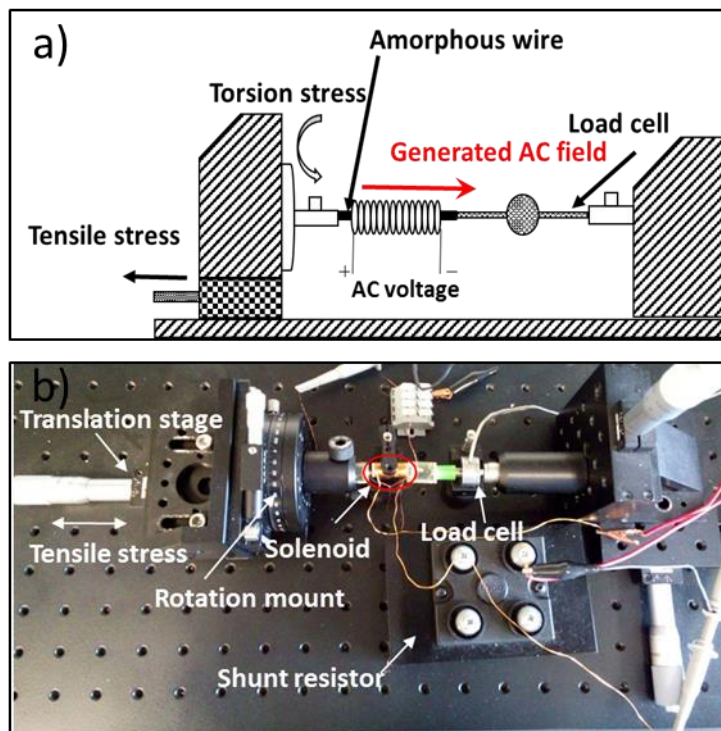 a)
Amorphous wire
Torsion stress
Load cell
Generated AC field
Tensile stress
+ −
AC voltage
b)
Translation stage
Tensile stress
Solenoid
Load cell
Rotation mount
Shunt resistor